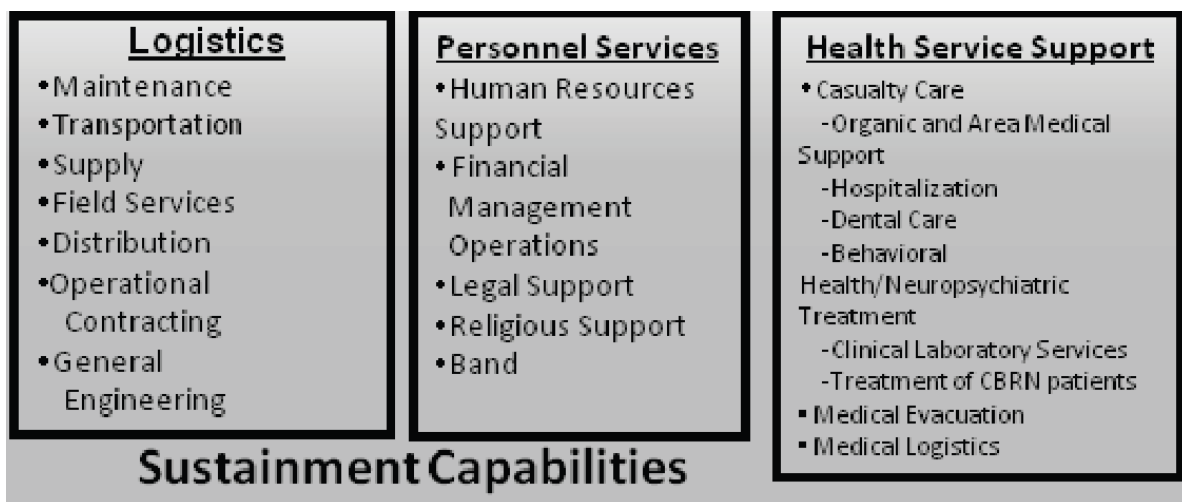 Logistics
•Maintenance
•Transportation
•Supply
•Field Services
•Distribution
•Operational
Contracting
•General
Engineering
Personnel Services
•Human Resources
Support
• Financial
Management
Operations
•Legal Support
•Religious Support
•Band
Health Service Support
• Casualty Care
-Organic and Area Medical
Support
-Hospitalization
-Dental Care
-Behavioral
Health/Neuropsychiatric
Treatment
-Clinical Laboratory Services
-Treatment of CBRN patients
▪ Medical Evacuation
▪ Medical Logistics
Sustainment Capabilities